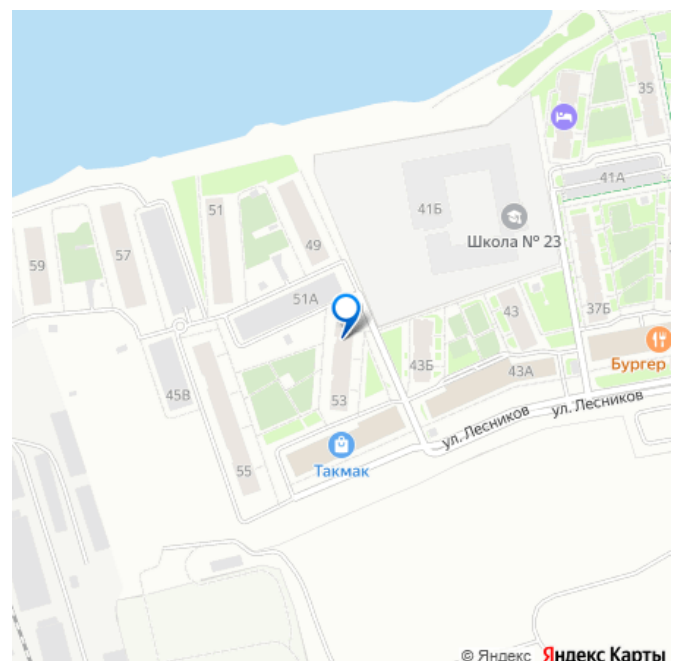 35
41А
41Б
51
Школа № 23
49
59
57
51А
43
37Б
Бургер
43Б
43А
45В
53
ул. Лесников
ул. Лесников
55
Такмак
© Яндекс Яндекс Карты